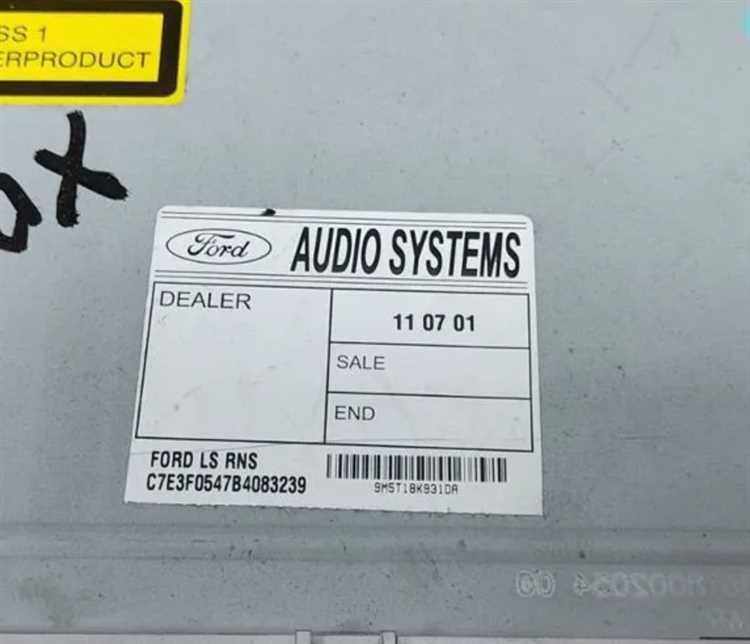 SS 1
ERPRODUCT
Ford AUDIO SYSTEMS
DEALER
11 07 01
SALE
END
FORD LS RNS
C7E3F0547B4083239
9M5T18K931DA